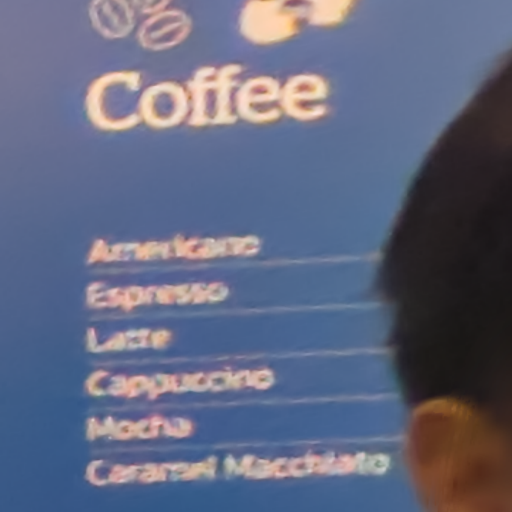 Coffee
Americano
Espresso
Latte
Cappuccino
Mocha
Caramel Macchiato